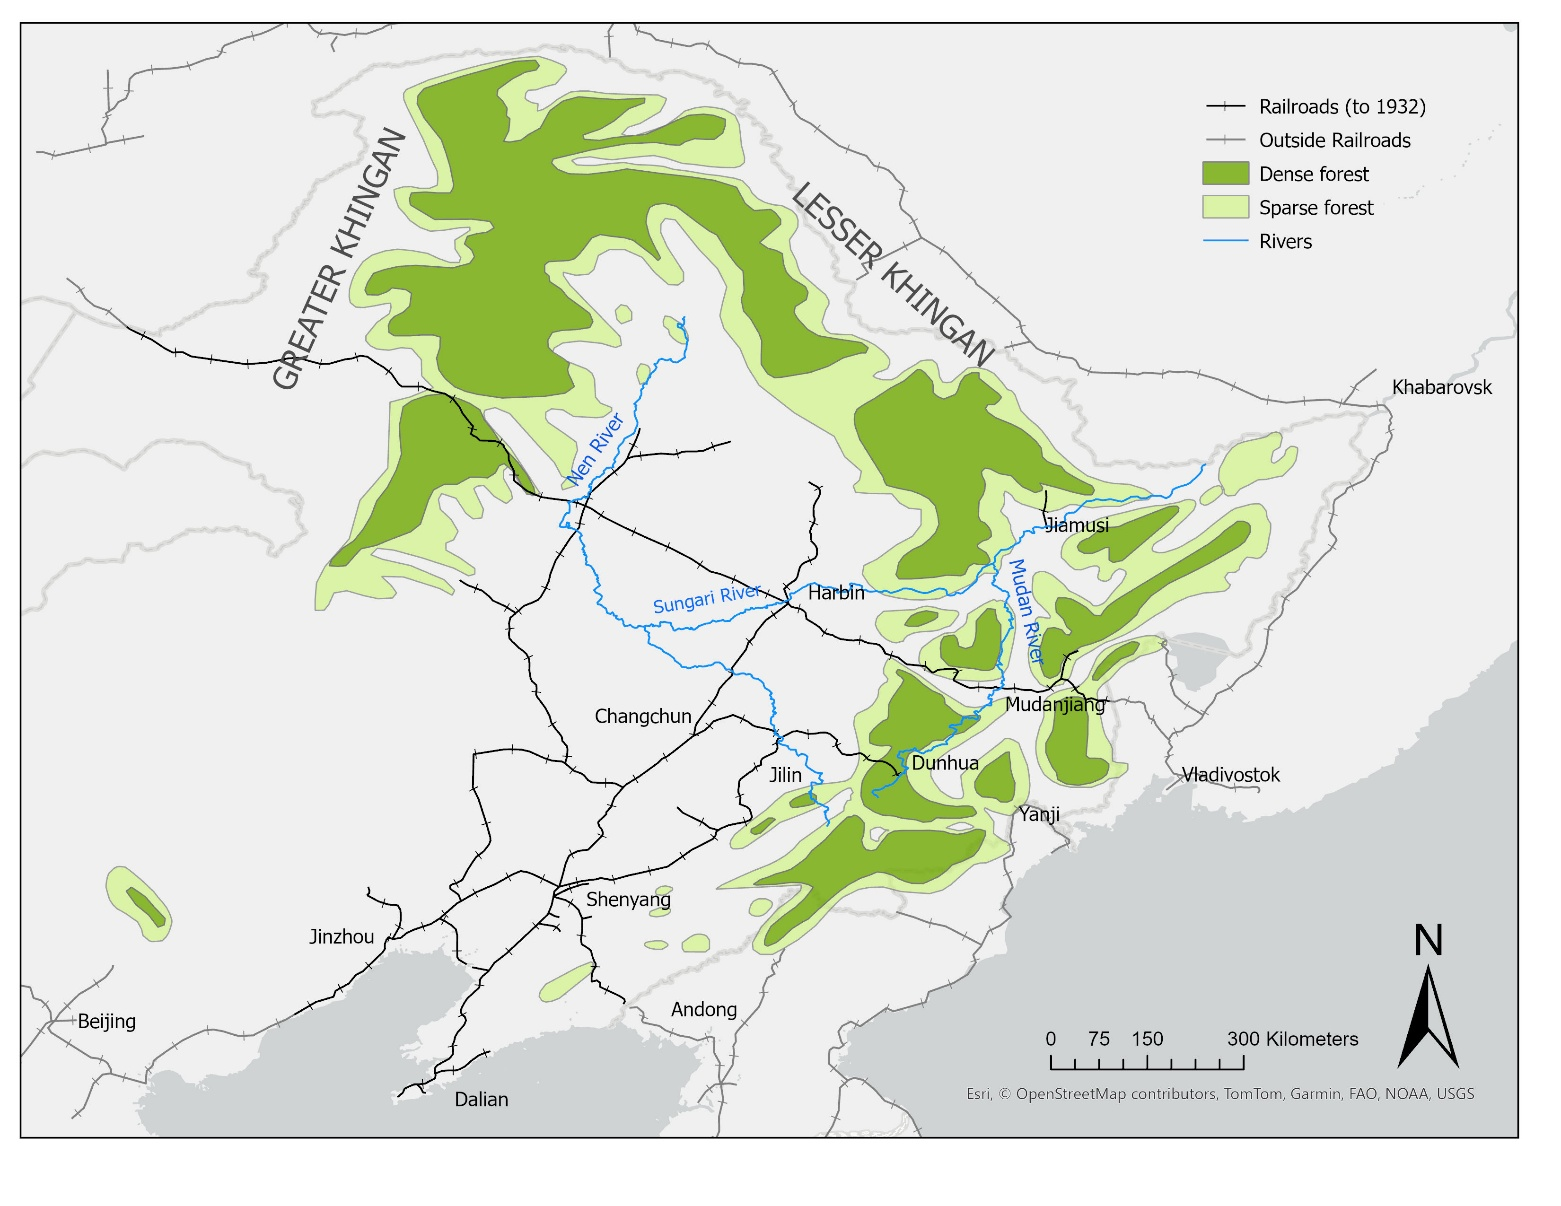 Railroads (to 1932)
Outside Railroads
Dense forest
Sparse forest
Rivers
GREATER KHINGAN
LESSER KHINGAN
Khabarovsk
Nen River
Jiamusi
Sungari River
Harbin
Mudan River
Mudanjiang
Changchun
Dunhua
Jilin
Vladivostok
Yanji
Shenyang
Jinzhou
Andong
Beijing
Dalian
N
0 75 150 300 Kilometers
Esri, © OpenStreetMap contributors, TomTom, Garmin, FAO, NOAA, USGS